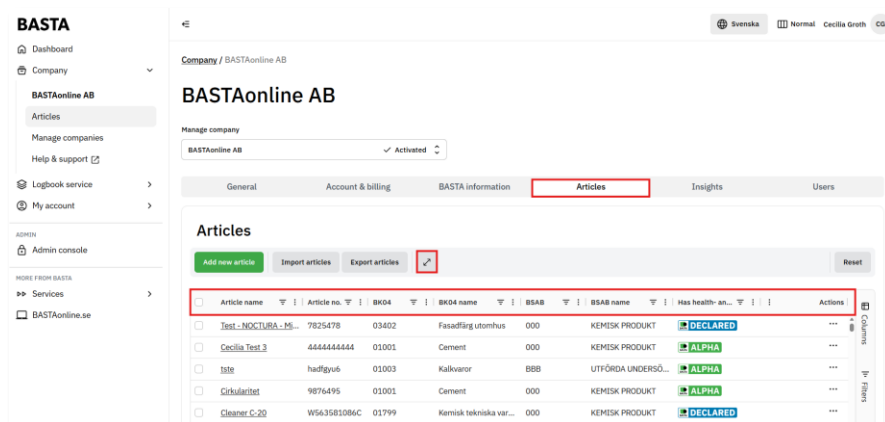 BASTA
Svenska
Normal
Cecilia Groth
CG
Dashboard
Company
BASTAonline AB
Articles
Manage companies
Help & support
Logbook service
My account
ADMIN
Admin console
MORE FROM BASTA
Services
BASTAonline.se
Company / BASTAonline AB
BASTAonline AB
Manage company
BASTAonline AB Activated
General Account & billing BASTA information Articles Insights Users
Articles
Add new article Import articles Export articles Reset
Article name Article no. BK04 BK04 name BSAB BSAB name Has health- an... Actions
Test - NOCTURA - Mi... 7825478 03402 Fasadfärg utomhus 000 KEMISK PRODUKT DECLARED ...
Cecilia Test 3 4444444444 01001 Cement 000 KEMISK PRODUKT ALPHA ...
tste hadfgyu6 01003 Kalkvaror BBB UTFÖRDA UNDERSÖ... ALPHA ...
Cirkularitet 9876495 01001 Cement 000 KEMISK PRODUKT ALPHA ...
Cleaner C-20 W563581086C 01799 Kemisk tekniska var... 000 KEMISK PRODUKT DECLARED ...
Columns
Filters